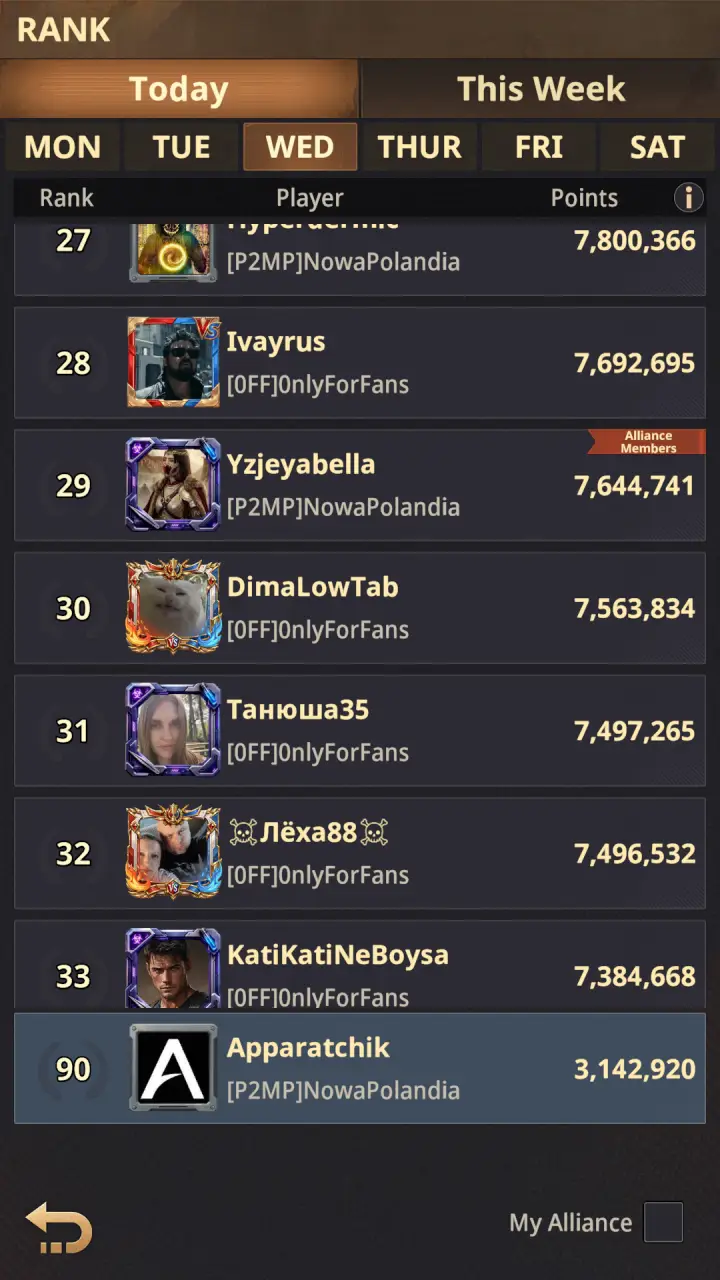 RANK
Today
This Week
MON TUE WED THUR FRI SAT
Rank Player Points
27
7,800,366
[P2MP]NowaPolandia
28
Ivayrus
[0FF]0nlyForFans
7,692,695
Alliance
Members
29
Yzjeyabella
[P2MP]NowaPolandia
7,644,741
30
DimaLowTab
[0FF]0nlyForFans
7,563,834
31
Танюша35
[0FF]0nlyForFans
7,497,265
32
☠Лёха88☠
[0FF]0nlyForFans
7,496,532
33
KatiKatiNeBoysa
[0FF]0nlyForFans
7,384,668
90
Apparatchik
[P2MP]NowaPolandia
3,142,920
My Alliance